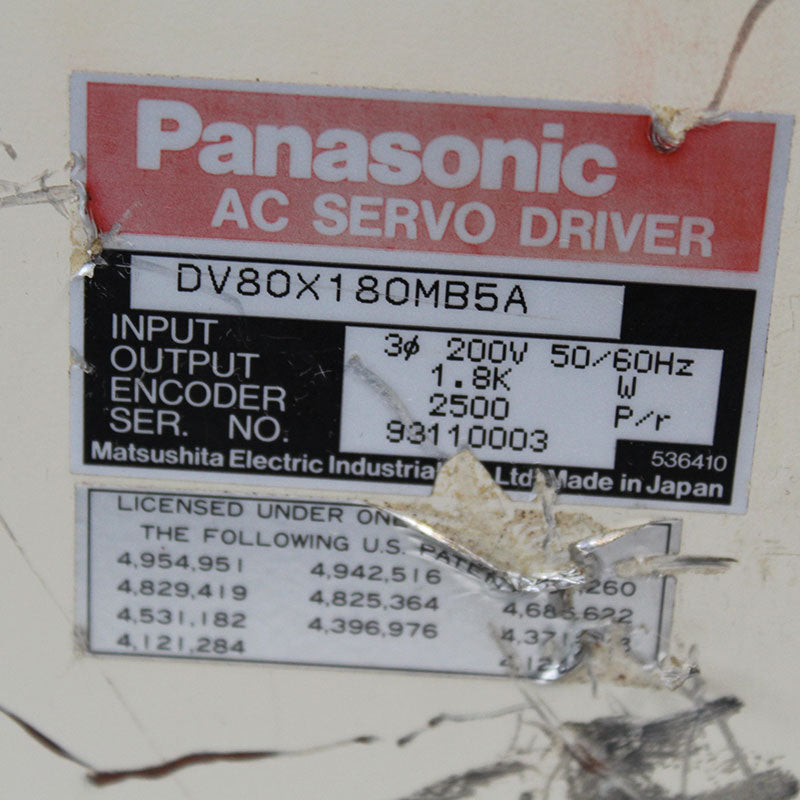 Panasonic
AC SERVO DRIVER
DV80X180MB5A
INPUT 3ϕ 200V 50/60Hz
OUTPUT 1.8K W
ENCODER 2500 P/r
SER. NO. 93110003
536410
Matsushita Electric Industrial Ltd. Made in Japan
LICENSED UNDER ONE
THE FOLLOWING U.S.
4,954,951 4,942,516
4,829,419 4,825,364
4,531,182 4,396,976
4,121,284